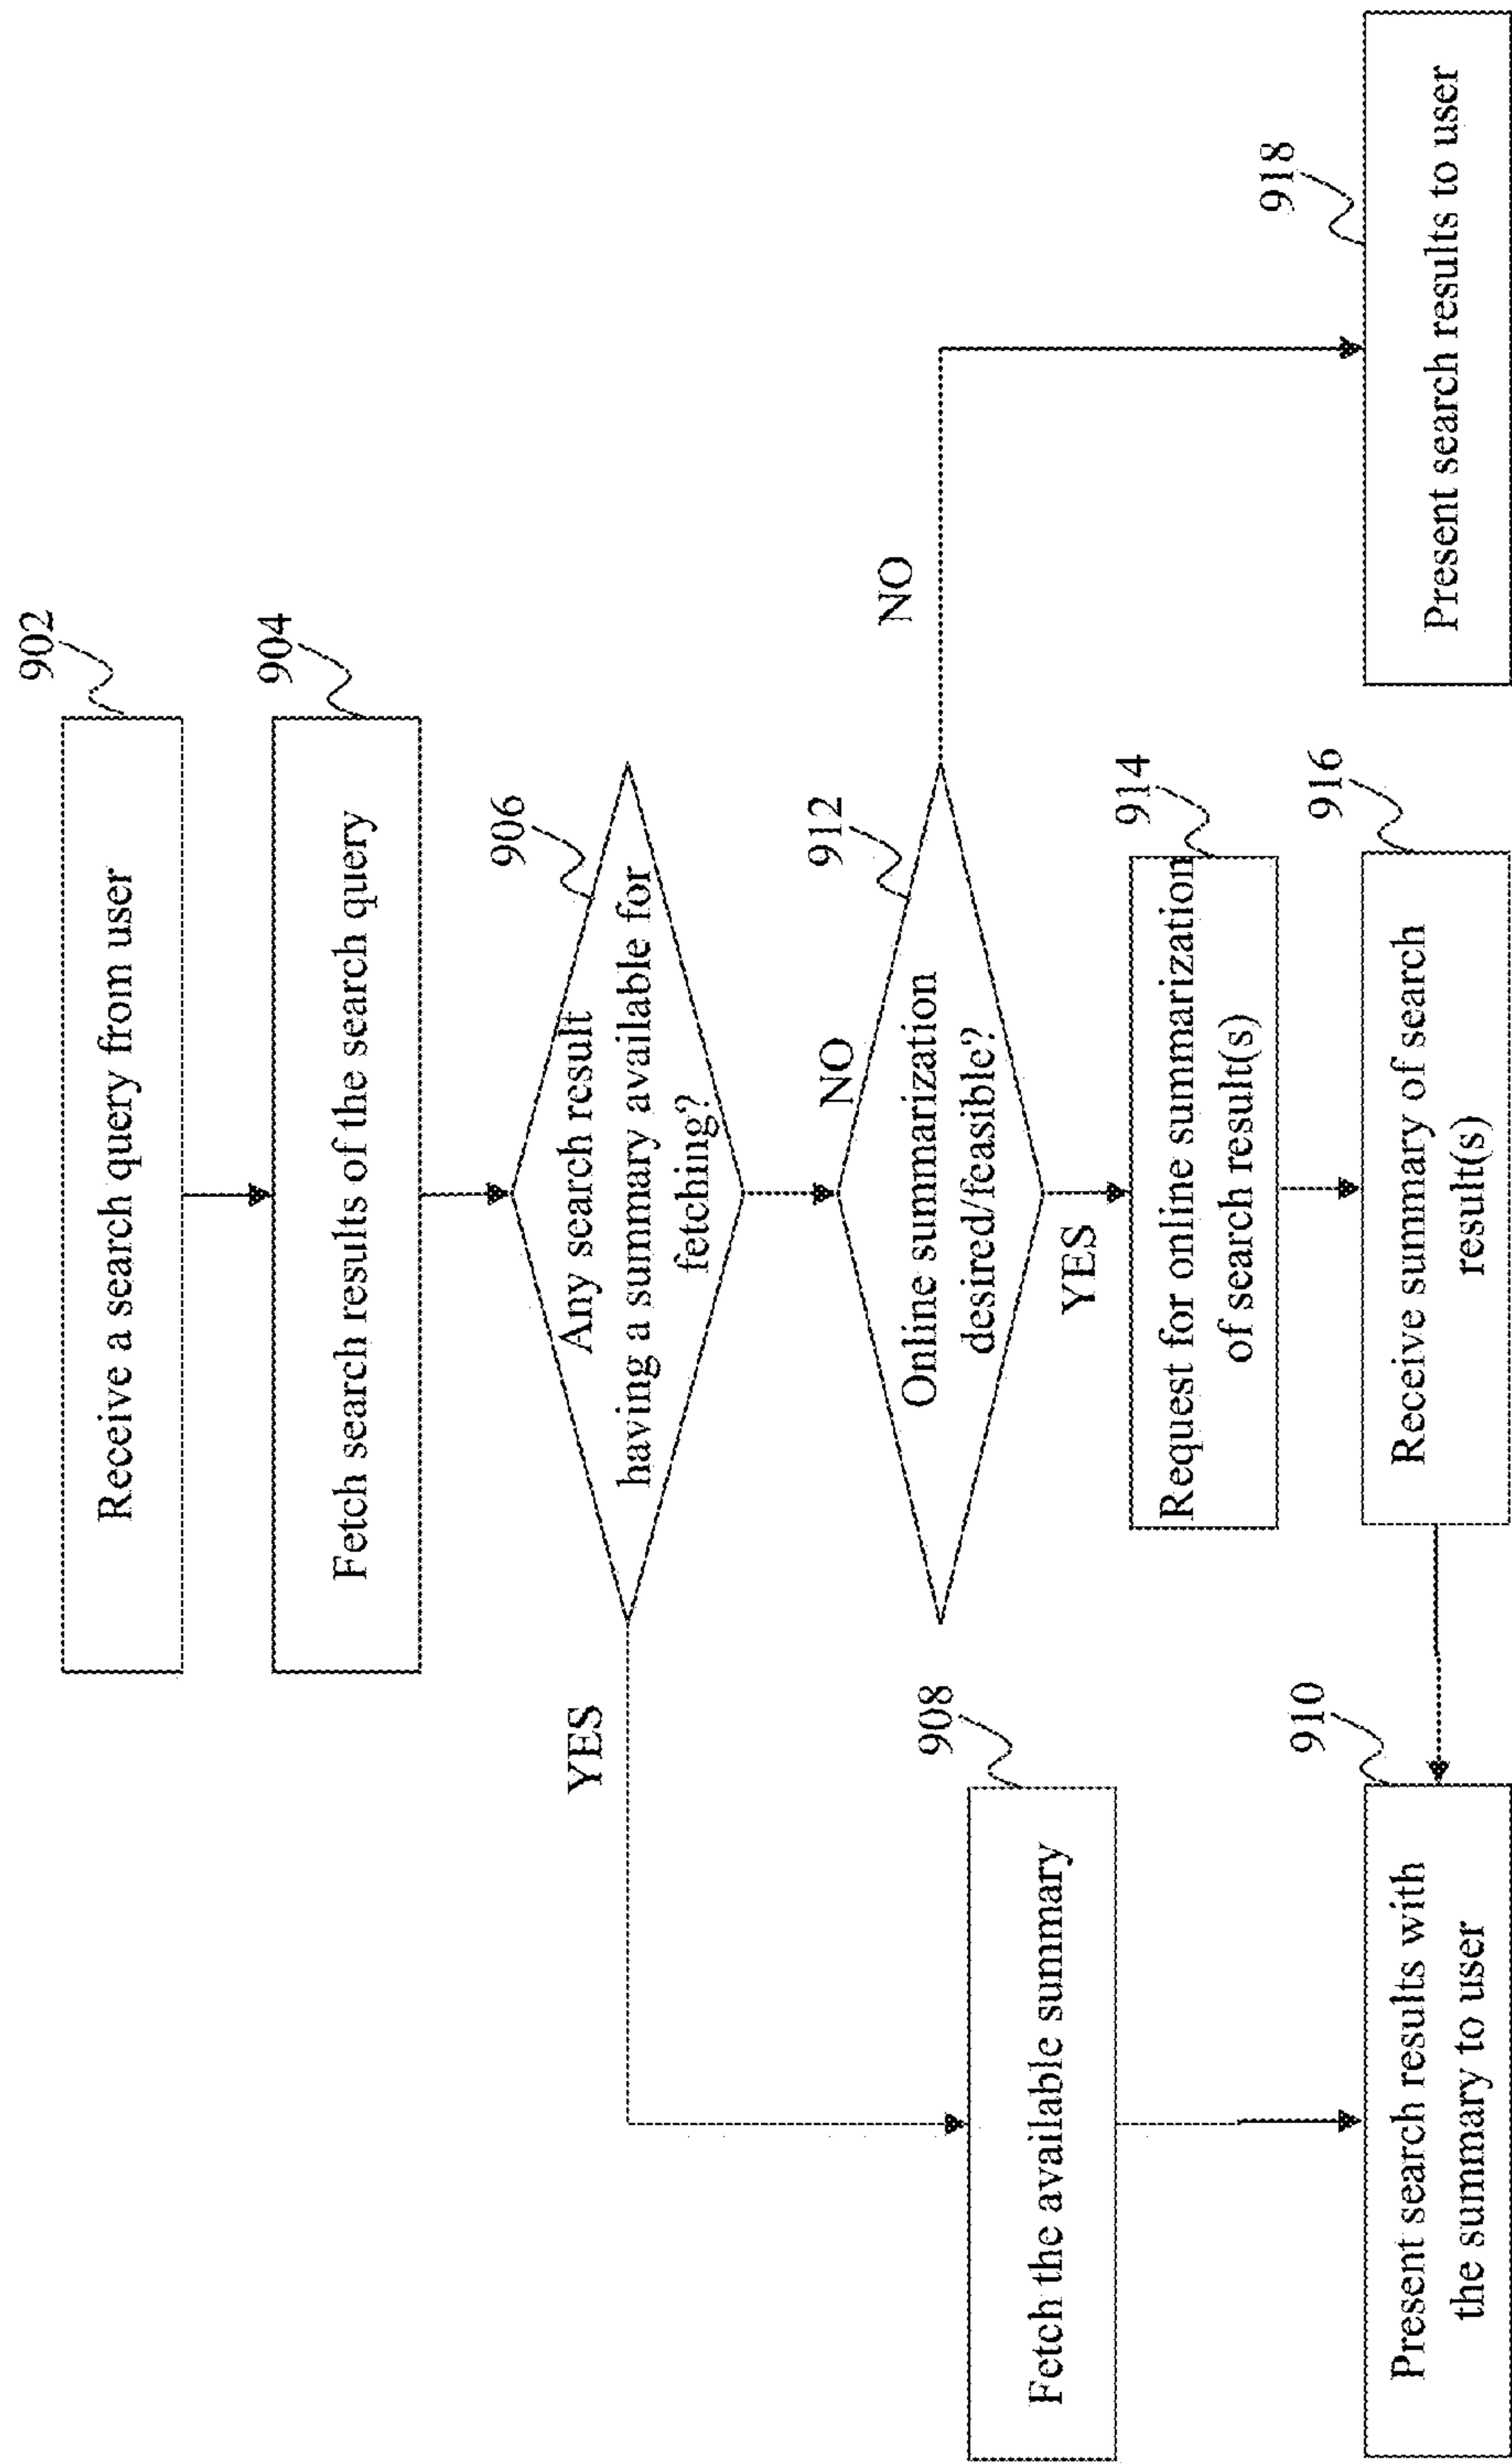 902
Receive a search query from user
904
Fetch search results of the search query
906
Any search result
having a summary available for
fetching?
YES
NO
912
Online summarization
desired/feasible?
NO
YES
908
Fetch the available summary
914
Request for online summarization
of search result(s)
910
Present search results with
the summary to user
916
Receive summary of search
result(s)
918
Present search results to user